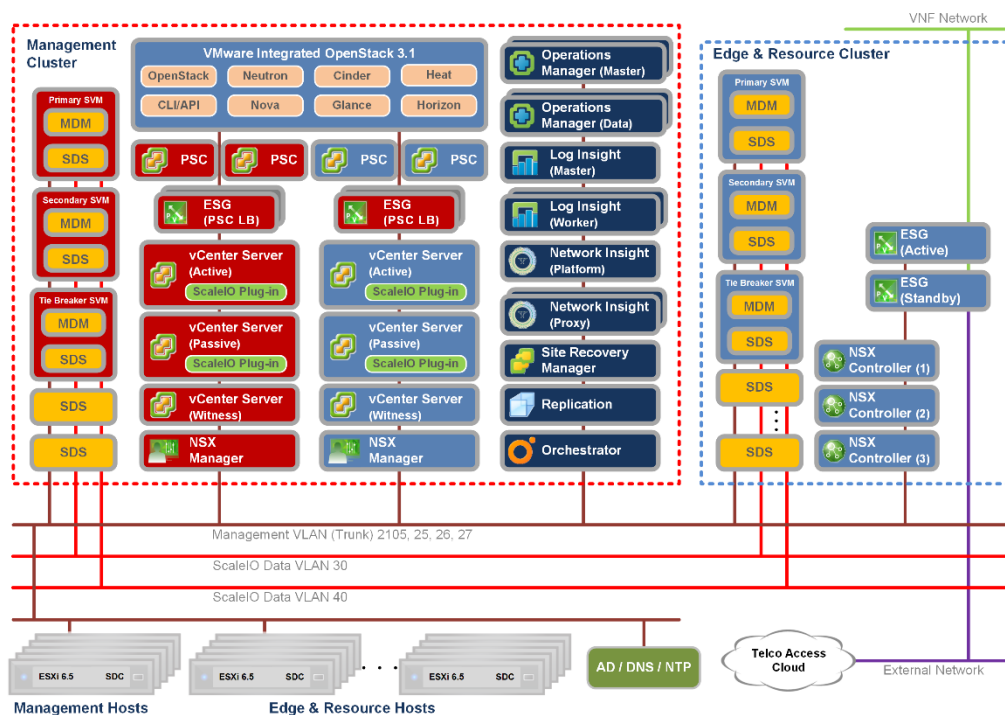 VNF Network
Management
Cluster
Primary SVM
MDM
SDS
Secondary SVM
MDM
SDS
Tie Breaker SVM
MDM
SDS
SDS
SDS
VMware Integrated OpenStack 3.1
OpenStack
Neutron
Cinder
Heat
CLI/API
Nova
Glance
Horizon
PSC
PSC
PSC
PSC
ESG
(PSC LB)
vCenter Server
(Active)
ScaleIO Plug-in
vCenter Server
(Passive)
ScaleIO Plug-in
vCenter Server
(Witness)
NSX
Manager
ESG
(PSC LB)
vCenter Server
(Active)
ScaleIO Plug-in
vCenter Server
(Passive)
ScaleIO Plug-in
vCenter Server
(Witness)
NSX
Manager
Operations
Manager (Master)
Operations
Manager (Data)
Log Insight
(Master)
Log Insight
(Worker)
Network Insight
(Platform)
Network Insight
(Proxy)
Site Recovery
Manager
Replication
Orchestrator
Edge & Resource Cluster
Primary SVM
MDM
SDS
Secondary SVM
MDM
SDS
Tie Breaker SVM
MDM
SDS
SDS
SDS
ESG
(Active)
ESG
(Standby)
NSX
Controller (1)
NSX
Controller (2)
NSX
Controller (3)
Management VLAN (Trunk) 2105, 25, 26, 27
ScaleIO Data VLAN 30
ScaleIO Data VLAN 40
ESXi 6.5 SDC
ESXi 6.5 SDC
ESXi 6.5 SDC
AD / DNS / NTP
Telco Access
Cloud
External Network
Management Hosts
Edge & Resource Hosts